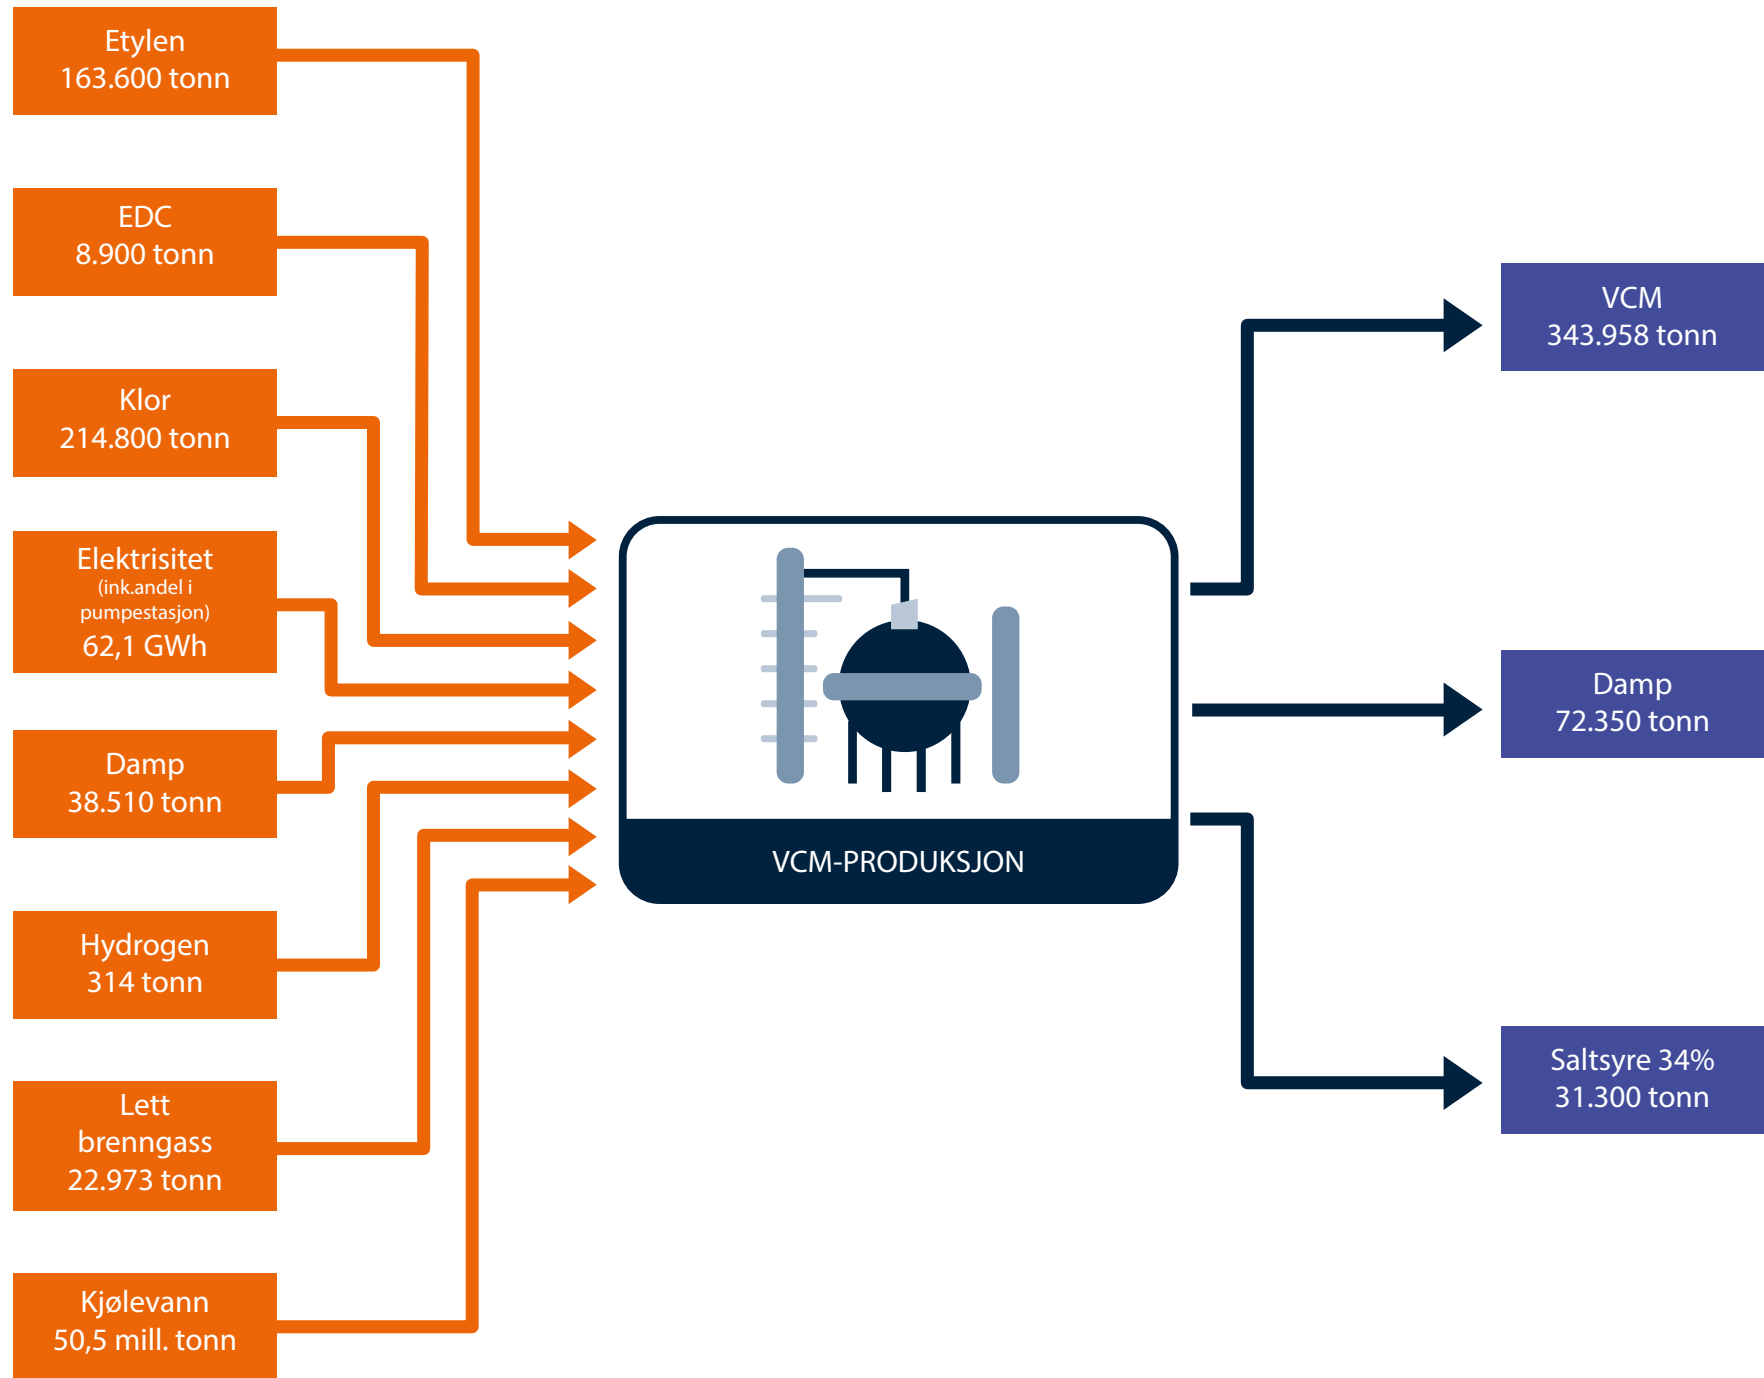 Etylen
163.600 tonn
EDC
8.900 tonn
Klor
214.800 tonn
Elektrisitet
(ink.andel i
pumpestasjon)
62,1 GWh
Damp
38.510 tonn
Hydrogen
314 tonn
Lett
brenngass
22.973 tonn
Kjølevann
50,5 mill. tonn
VCM-PRODUKSJON
VCM
343.958 tonn
Damp
72.350 tonn
Saltsyre 34%
31.300 tonn